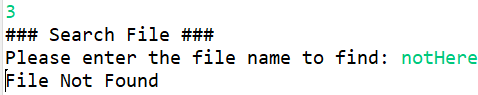 3
### Search File ###
Please enter the file name to find: notHere
File Not Found